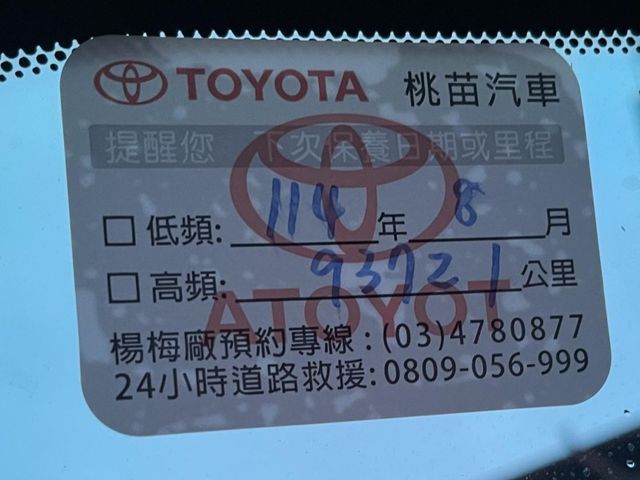 TOYOTA 桃苗汽車
提醒您 下次保養日期或里程
□ 低頻: 114 年 8 月
□ 高頻: 93721 公里
楊梅廠預約專線：(03)4780877
24小時道路救援: 0809-056-999